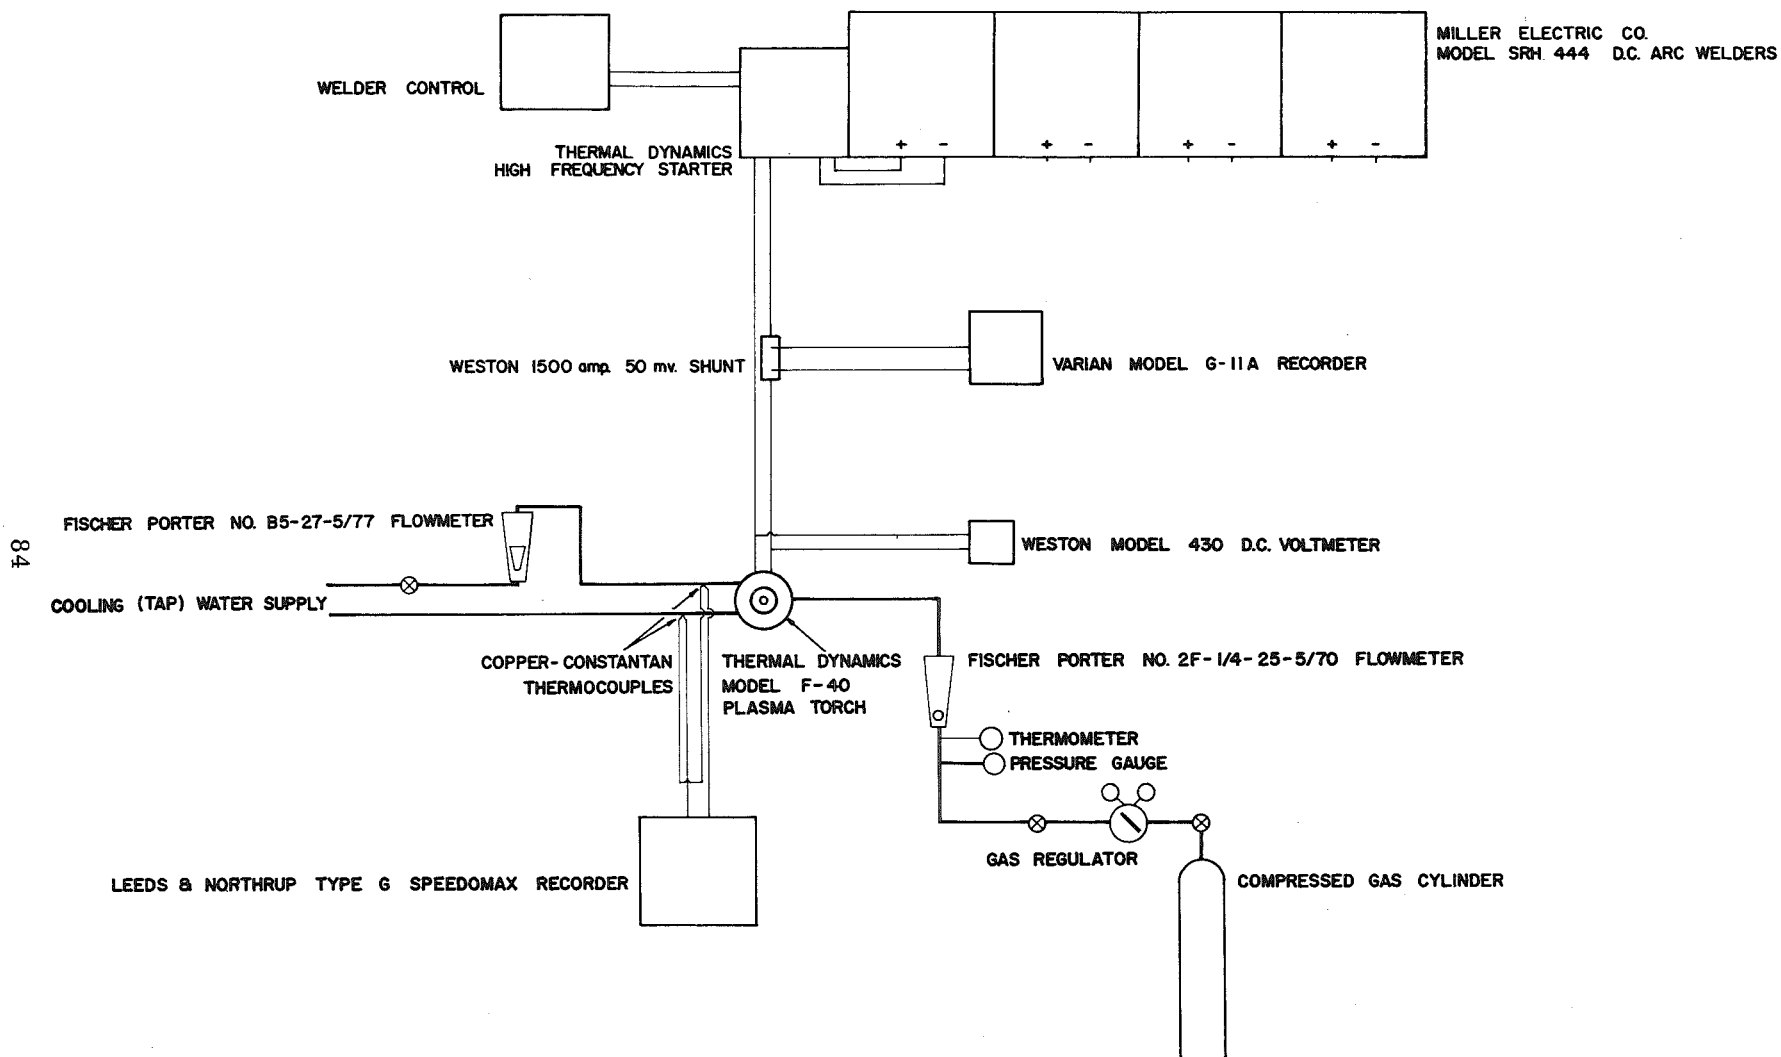 MILLER ELECTRIC CO.
MODEL SRH 444 D.C. ARC WELDERS
WELDER CONTROL
THERMAL DYNAMICS
HIGH FREQUENCY STARTER
+ - + - + - + -
WESTON 1500 amp. 50 mv. SHUNT
VARIAN MODEL G-11A RECORDER
FISCHER PORTER NO. B5-27-5/77 FLOWMETER
WESTON MODEL 430 D.C. VOLTMETER
84
COOLING (TAP) WATER SUPPLY
COPPER-CONSTANTAN
THERMOCOUPLES
THERMAL DYNAMICS
MODEL F-40
PLASMA TORCH
FISCHER PORTER NO. 2F-1/4-25-5/70 FLOWMETER
THERMOMETER
PRESSURE GAUGE
GAS REGULATOR
LEEDS & NORTHRUP TYPE G SPEEDOMAX RECORDER
COMPRESSED GAS CYLINDER